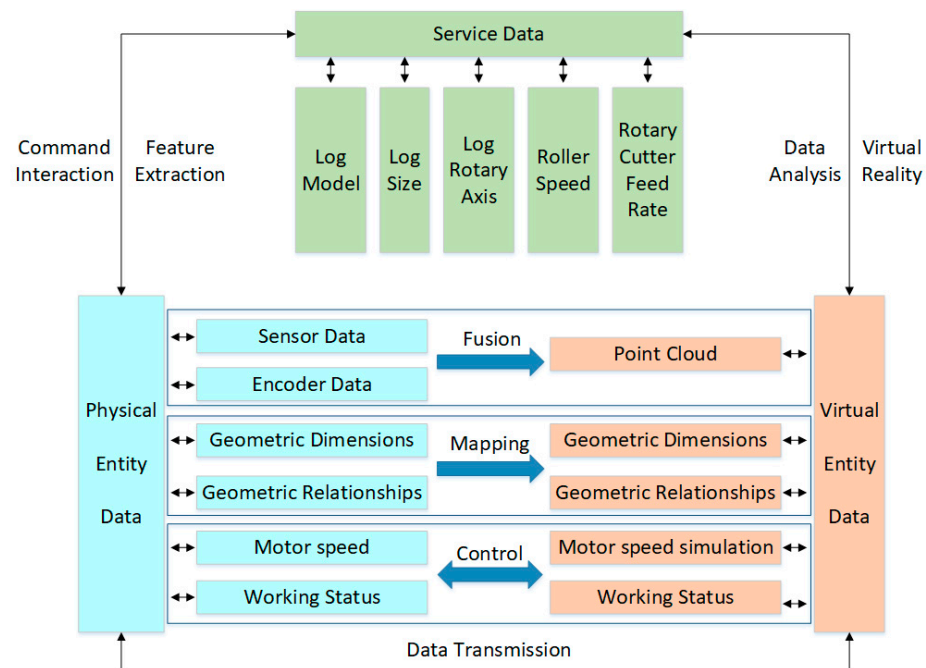 Service Data
Command
Interaction
Feature
Extraction
Log
Model
Log
Size
Log
Rotary
Axis
Roller
Speed
Rotary
Cutter
Feed
Rate
Data
Analysis
Virtual
Reality
Physical
Entity
Data
Sensor Data
Encoder Data
Fusion
Point Cloud
Geometric Dimensions
Geometric Relationships
Mapping
Geometric Dimensions
Geometric Relationships
Motor speed
Working Status
Control
Motor speed simulation
Working Status
Virtual
Entity
Data
Data Transmission